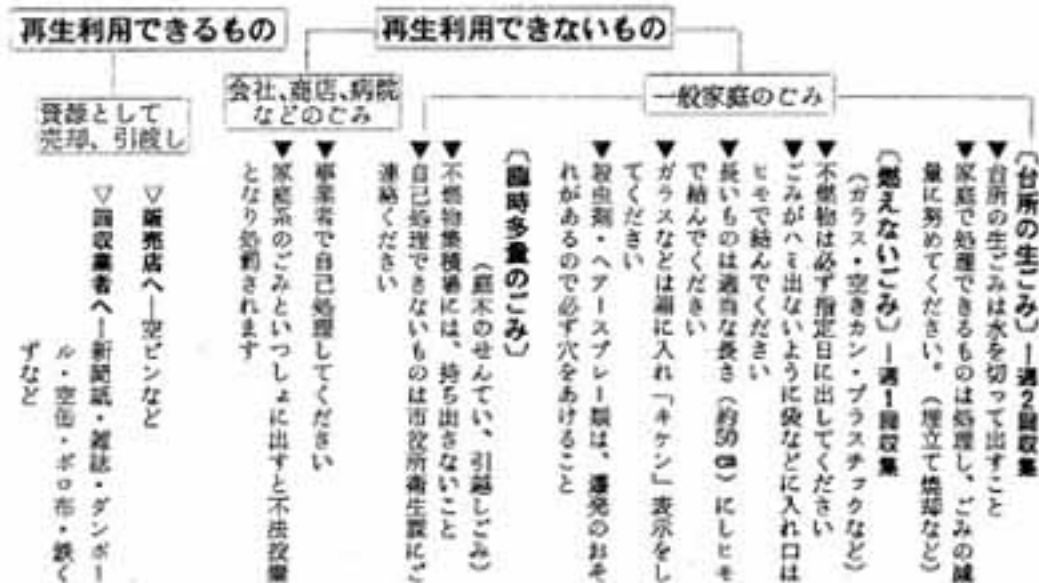 再生利用できないもの
一般家庭のごみ
〔台所の生ごみ〕―週2回収集
▼台所の生ごみは水を切って出すこと
▼家庭で処理できるものは処理し、ごみの減
量に努めてください。(埋立て焼却など)
〔燃えないごみ〕―週1回収集
(ガラス・空きカン・プラスチックなど)
▼不燃物は必ず指定日に出してください
▼ごみがハミ出ないように袋などに入れ口は
ヒモで結んでください
▼長いものは適当な長さ(約50cm)にしヒモ
で結んでください
▼ガラスなどは箱に入れ「キケン」表示をし
てください
▼殺虫剤・ヘアースプレー類は、爆発のおそ
れがあるので必ず穴をあけること
〔臨時多量のごみ〕
(庭木のせんてい、引越しごみ)
▼不燃物集積場には、持ち出さないこと
▼自己処理できないものは市役所衛生課にご
連絡ください
会社、商店、病院
などのごみ
▼事業者で自己処理してください
▼家庭系のごみといっしょに出すと不法投棄
となり処罰されます
再生利用できるもの
資源として
売却、引渡し
▽販売店へ―空ビンなど
▽回収業者へ―新聞紙・雑誌・ダンボー
ル・空缶・ボロ布・鉄く
ずなど